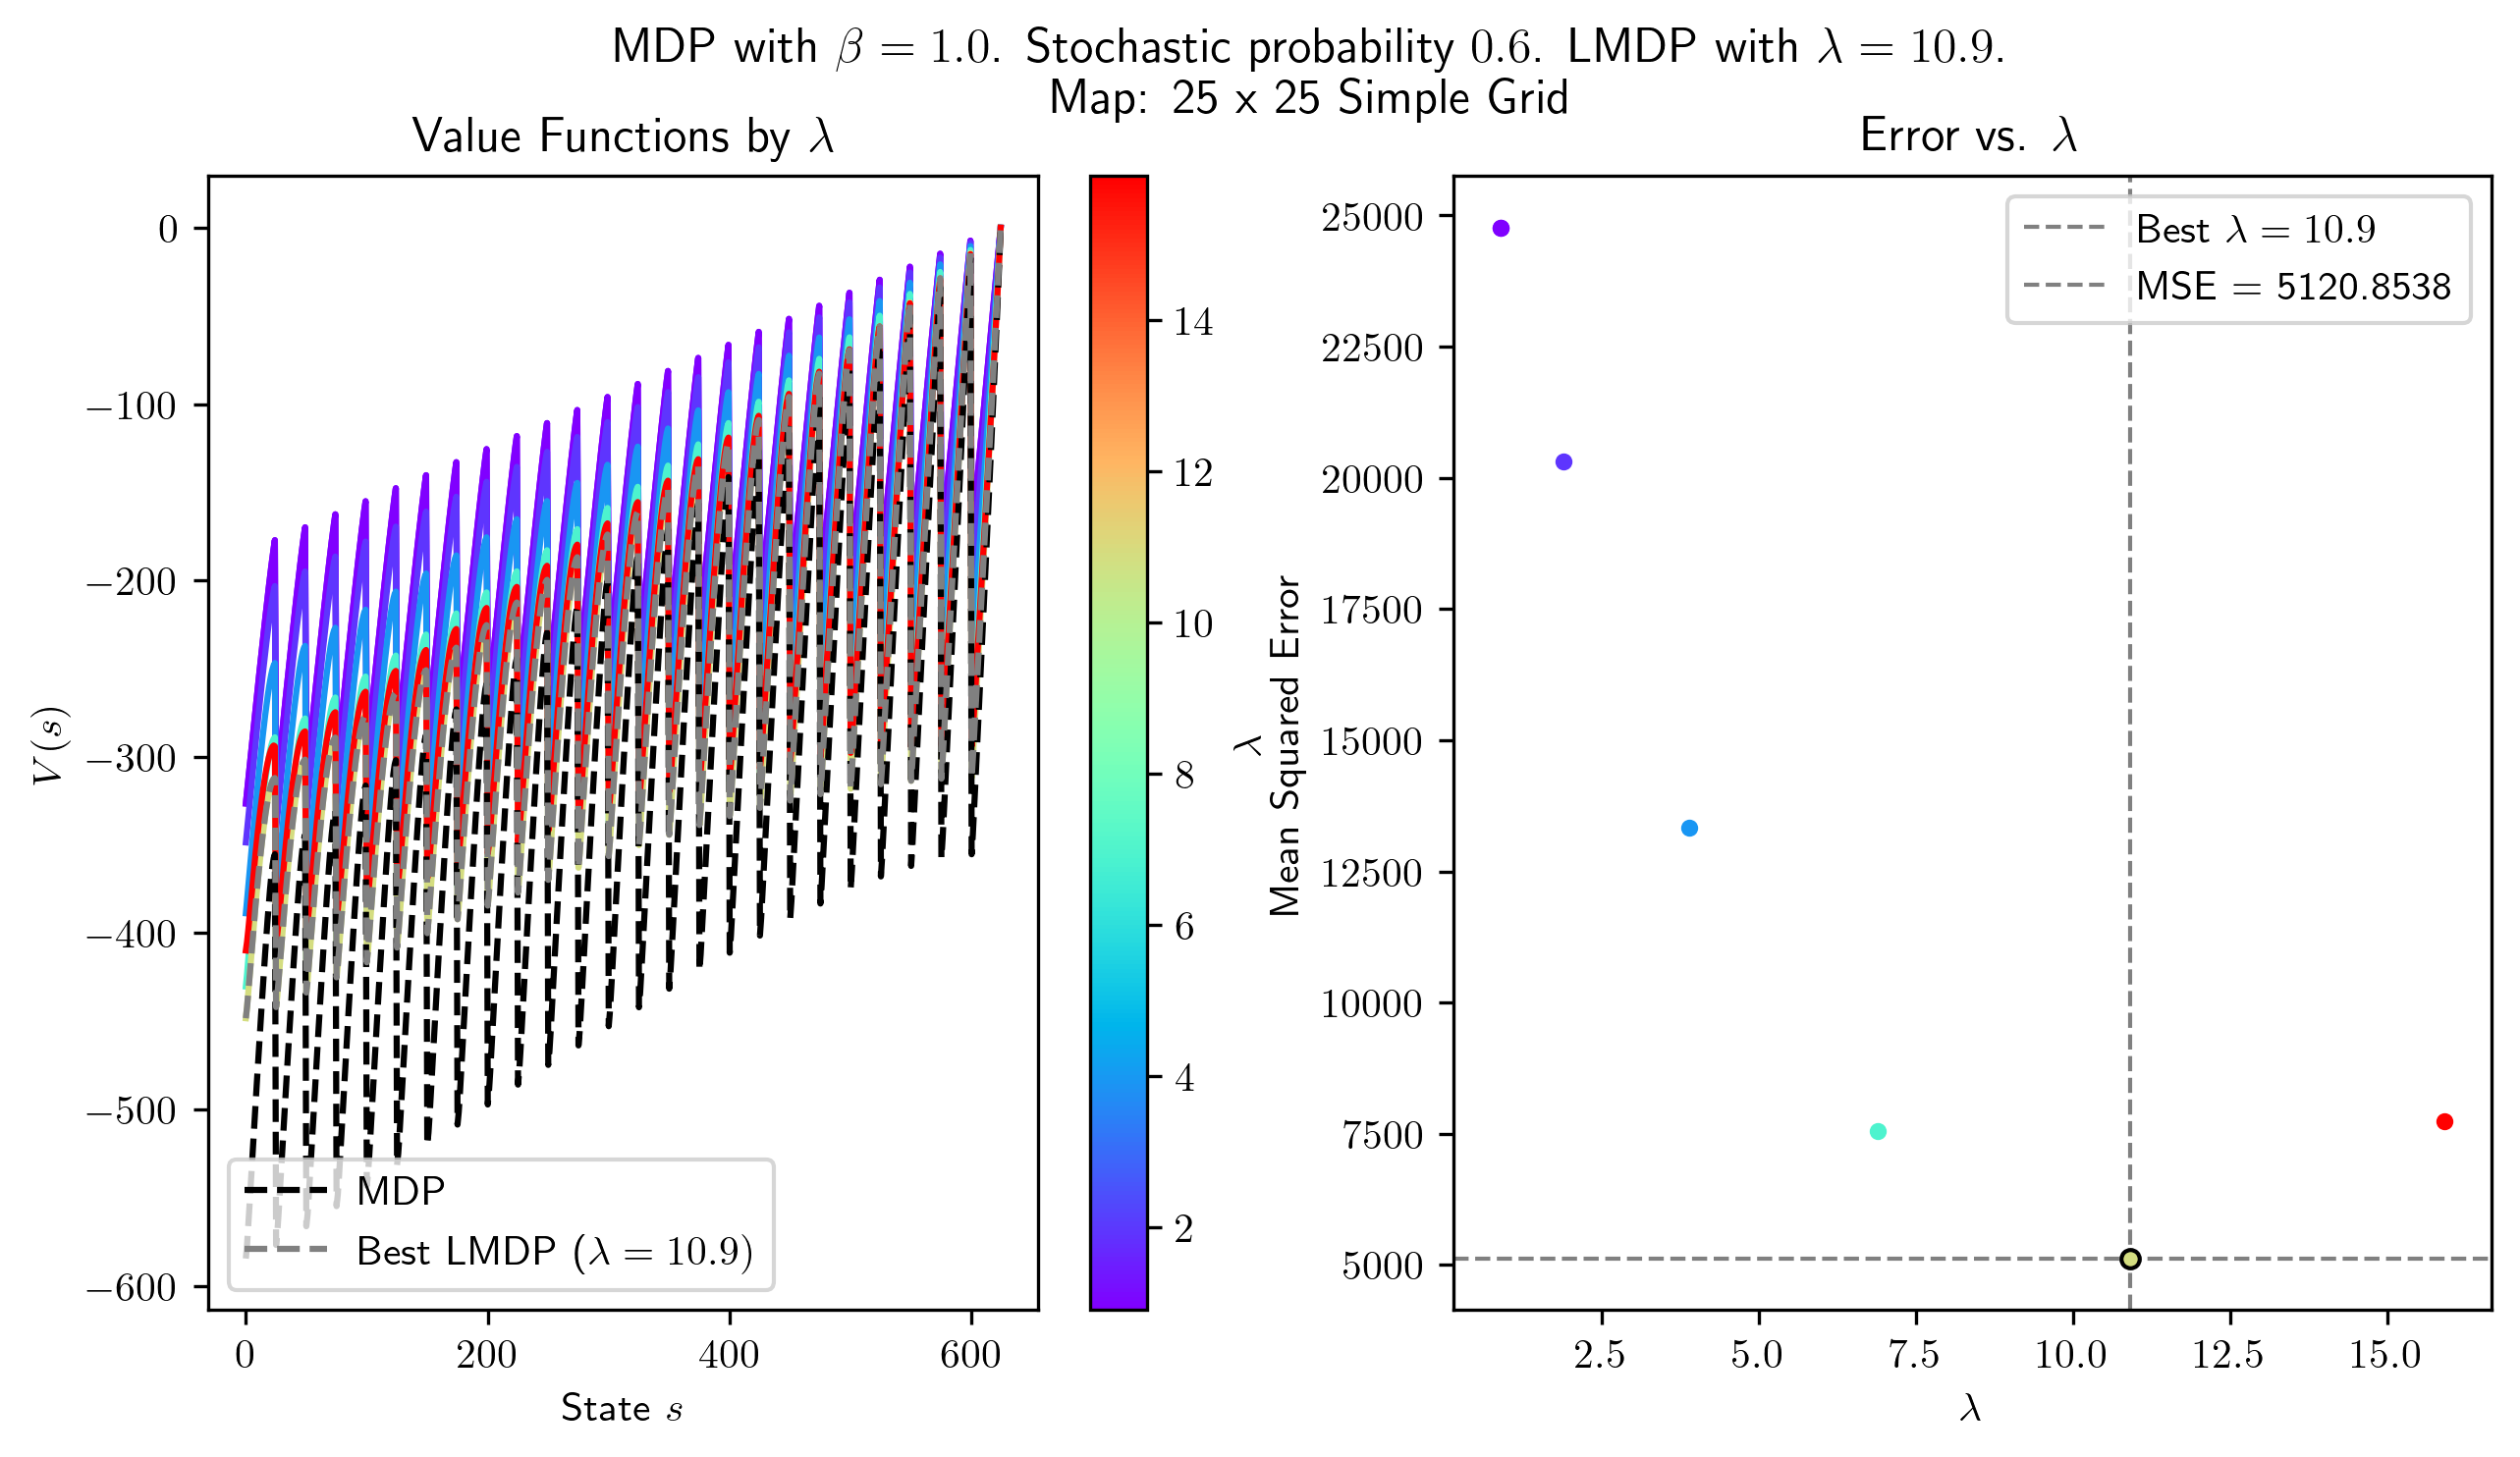 MDP with β = 1.0. Stochastic probability 0.6. LMDP with λ = 10.9.
Map: 25 x 25 Simple Grid
Value Functions by λ
0
−100
−200
−300
−400
−500
−600
V(s)
MDP
Best LMDP (λ = 10.9)
0
200
400
600
State s
14
12
10
8
6
4
2
λ
Error vs. λ
25000
22500
20000
17500
15000
12500
10000
7500
5000
Mean Squared Error
Best λ = 10.9
MSE = 5120.8538
2.5
5.0
7.5
10.0
12.5
15.0
λ